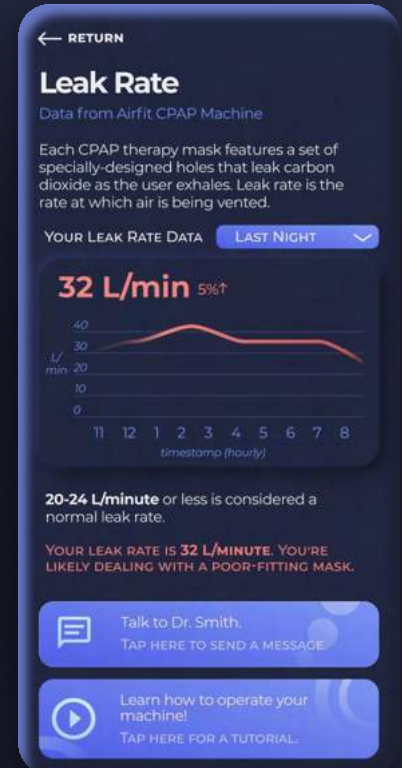 ← RETURN
Leak Rate
Data from Airfit CPAP Machine
Each CPAP therapy mask features a set of
specially-designed holes that leak carbon
dioxide as the user exhales. Leak rate is the
rate at which air is being vented.
YOUR LEAK RATE DATA LAST NIGHT
32 L/min 5%↑
40
30
L/
min 20
10
0
11 12 1 2 3 4 5 6 7 8
timestamp (hourly)
20-24 L/minute or less is considered a
normal leak rate.
YOUR LEAK RATE IS 32 L/MINUTE. YOU'RE
LIKELY DEALING WITH A POOR-FITTING MASK.
Talk to Dr. Smith.
TAP HERE TO SEND A MESSAGE.
Learn how to operate your
machine!
TAP HERE FOR A TUTORIAL.